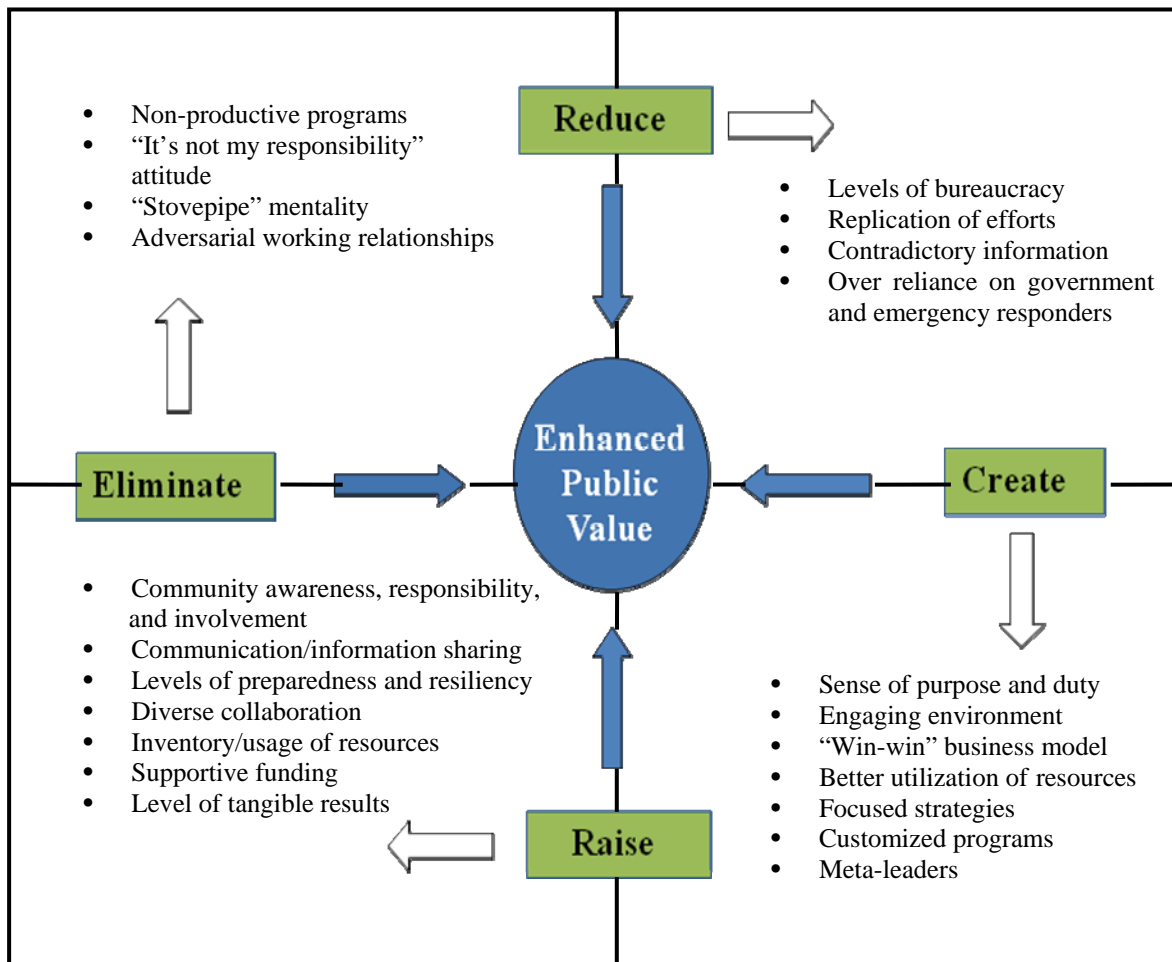 Reduce
• Non-productive programs
• “It’s not my responsibility”
attitude
• “Stovepipe” mentality
• Adversarial working relationships
• Levels of bureaucracy
• Replication of efforts
• Contradictory information
• Over reliance on government
and emergency responders
Eliminate
Enhanced
Public
Value
Create
• Community awareness, responsibility,
and involvement
• Communication/information sharing
• Levels of preparedness and resiliency
• Diverse collaboration
• Inventory/usage of resources
• Supportive funding
• Level of tangible results
• Sense of purpose and duty
• Engaging environment
• “Win-win” business model
• Better utilization of resources
• Focused strategies
• Customized programs
• Meta-leaders
Raise